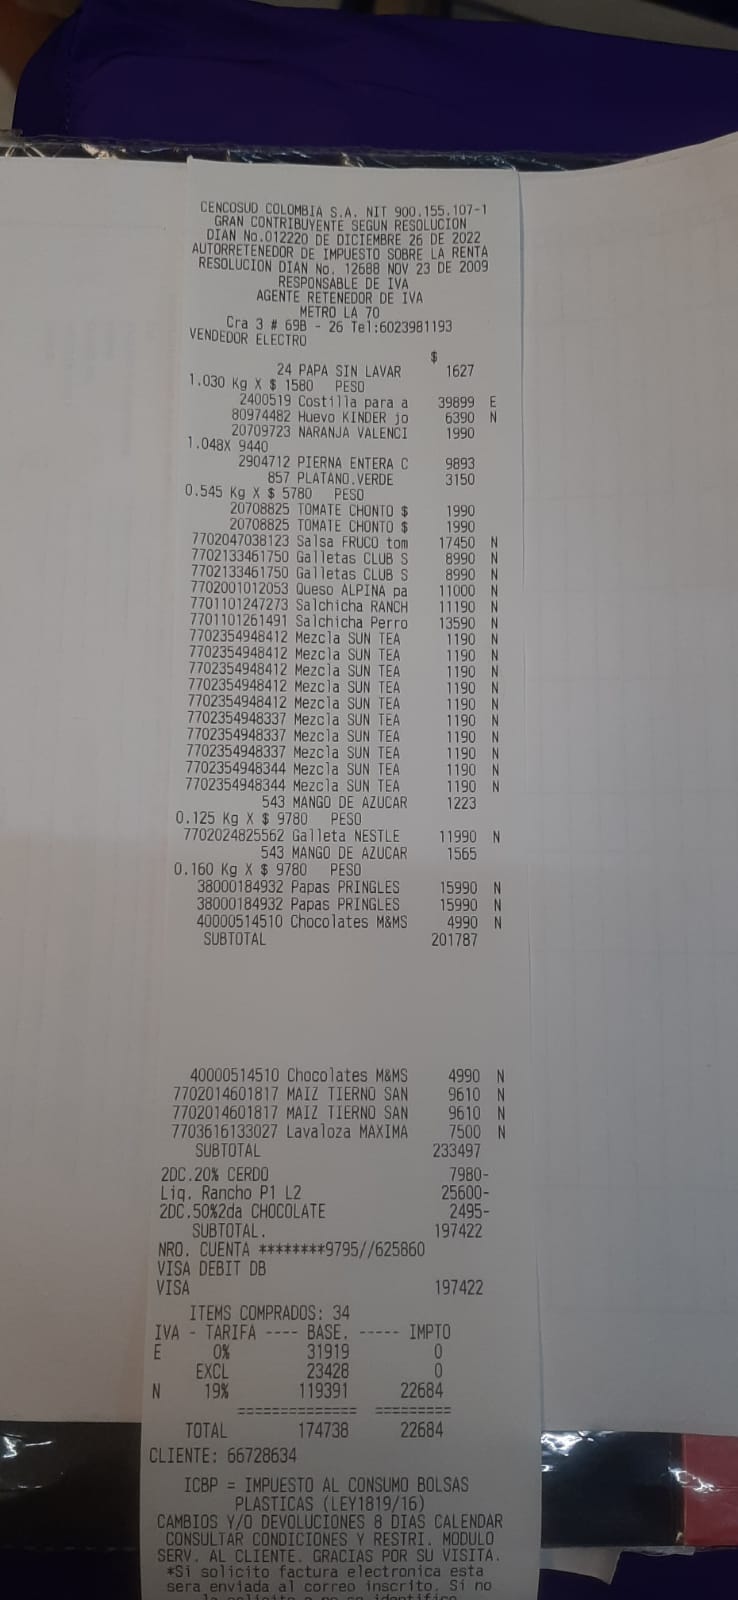 CENCOSUD COLOMBIA S.A. NIT 900.155.107-1
GRAN CONTRIBUYENTE SEGUN RESOLUCION
DIAN No.012220 DE DICIEMBRE 26 DE 2022
AUTORRETENEDOR DE IMPUESTO SOBRE LA RENTA
RESOLUCION DIAN No. 12688 NOV 23 DE 2009
RESPONSABLE DE IVA
AGENTE RETENEDOR DE IVA
METRO LA 70
Cra 3 # 69B - 26 Tel:6023981193
VENDEDOR ELECTRO
$
24 PAPA SIN LAVAR 1627
1.030 Kg X $ 1580 PESO
2400519 Costilla para a 39899 E
80974482 Huevo KINDER jo 6390 N
20709723 NARANJA VALENCI 1990
1.048X 9440
2904712 PIERNA ENTERA C 9893
857 PLATANO.VERDE 3150
0.545 Kg X $ 5780 PESO
20708825 TOMATE CHONTO $ 1990
20708825 TOMATE CHONTO $ 1990
7702047038123 Salsa FRUCO tom 17450 N
7702133461750 Galletas CLUB S 8990 N
7702133461750 Galletas CLUB S 8990 N
7702001012053 Queso ALPINA pa 11000 N
7701101247273 Salchicha RANCH 11190 N
7701101261491 Salchicha Perro 13590 N
7702354948412 Mezcla SUN TEA 1190 N
7702354948412 Mezcla SUN TEA 1190 N
7702354948412 Mezcla SUN TEA 1190 N
7702354948412 Mezcla SUN TEA 1190 N
7702354948412 Mezcla SUN TEA 1190 N
7702354948337 Mezcla SUN TEA 1190 N
7702354948337 Mezcla SUN TEA 1190 N
7702354948337 Mezcla SUN TEA 1190 N
7702354948344 Mezcla SUN TEA 1190 N
7702354948344 Mezcla SUN TEA 1190 N
543 MANGO DE AZUCAR 1223
0.125 Kg X $ 9780 PESO
7702024825562 Galleta NESTLE 11990 N
543 MANGO DE AZUCAR 1565
0.160 Kg X $ 9780 PESO
38000184932 Papas PRINGLES 15990 N
38000184932 Papas PRINGLES 15990 N
40000514510 Chocolates M&MS 4990 N
SUBTOTAL 201787
40000514510 Chocolates M&MS 4990 N
7702014601817 MAIZ TIERNO SAN 9610 N
7702014601817 MAIZ TIERNO SAN 9610 N
7703616133027 Lavaloza MAXIMA 7500 N
SUBTOTAL 233497
2DC.20% CERDO 7980-
Liq. Rancho P1 L2 25600-
2DC.50%2da CHOCOLATE 2495-
SUBTOTAL. 197422
NRO. CUENTA ********9795//625860
VISA DEBIT DB
VISA 197422
ITEMS COMPRADOS: 34
IVA - TARIFA ---- BASE. ----- IMPTO
E 0% 31919 0
EXCL 23428 0
N 19% 119391 22684
============== =========
TOTAL 174738 22684
CLIENTE: 66728634
ICBP = IMPUESTO AL CONSUMO BOLSAS
PLASTICAS (LEY1819/16)
CAMBIOS Y/O DEVOLUCIONES 8 DIAS CALENDAR
CONSULTAR CONDICIONES Y RESTRI. MODULO
SERV. AL CLIENTE. GRACIAS POR SU VISITA.
*Si solicito factura electronica esta
sera enviada al correo inscrito. Si no